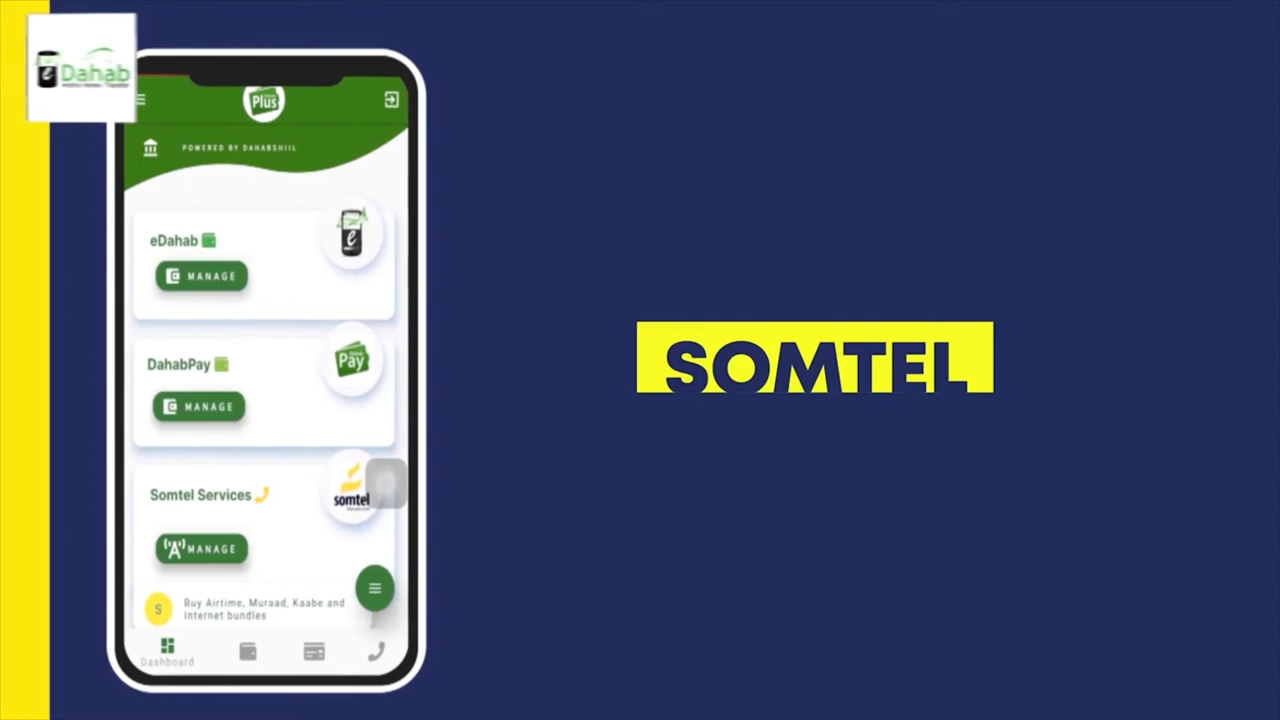 e Dahab
Plus
POWERED BY DAHABSHIIL
eDahab
e
MANAGE
DahabPay
Pay
MANAGE
Somtel Services
somtel
MANAGE
S
Buy Airtime, Muraad, Kaabe and
Internet bundles
Dashboard
SOMTEL